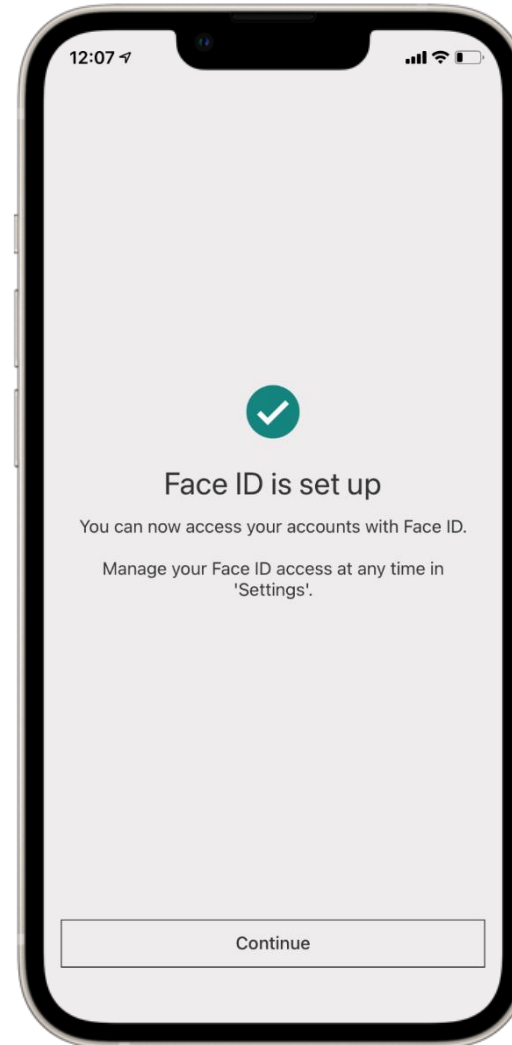 12:07
Face ID is set up
You can now access your accounts with Face ID.
Manage your Face ID access at any time in
'Settings'.
Continue